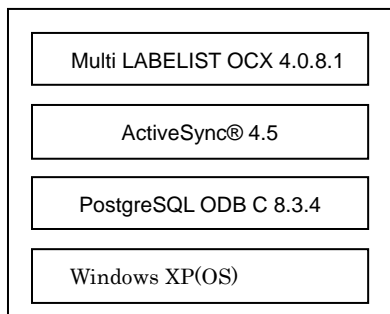 Multi LABELIST OCX 4.0.8.1
ActiveSync® 4.5
PostgreSQL ODB C 8.3.4
Windows XP(OS)